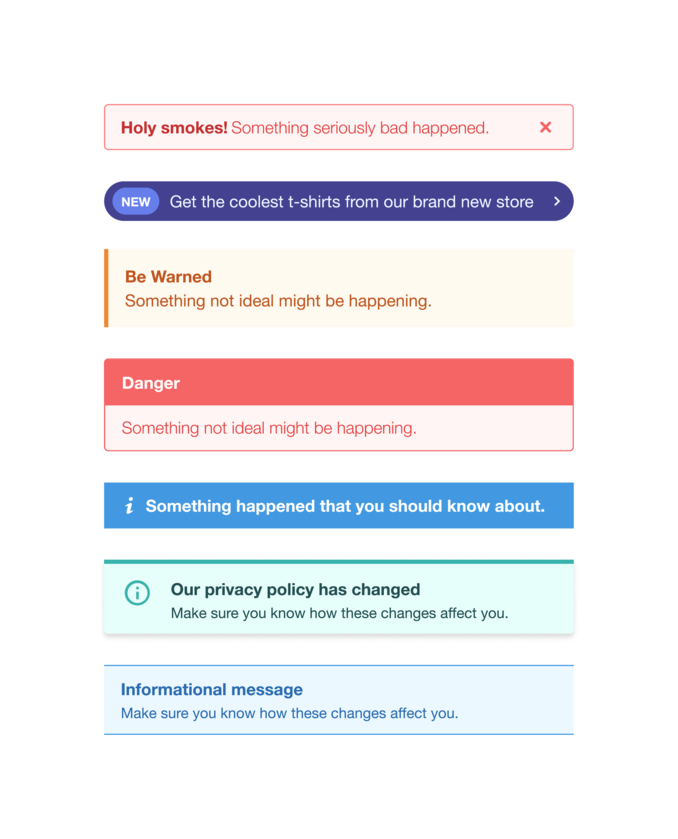 Holy smokes! Something seriously bad happened.
NEW Get the coolest t-shirts from our brand new store
Be Warned
Something not ideal might be happening.
Danger
Something not ideal might be happening.
Something happened that you should know about.
Our privacy policy has changed
Make sure you know how these changes affect you.
Informational message
Make sure you know how these changes affect you.